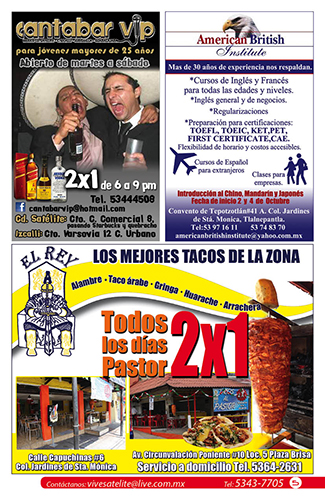 cantabar vip
para jóvenes mayores de 25 años
Abierto de martes a sábado
2x1 de 6 a 9 pm
Tel. 53444508
cantabarvip@hotmail.com
Cd. Satélite: Cto. C. Comercial 8,
pasando Starbucks y quebracho
Izcalli: Cto. Varsovia 12 C. Urbano
American British
Institute
Mas de 30 años de experiencia nos respaldan.
*Cursos de Inglés y Francés
para todas las edades y niveles.
*Inglés general y de negocios.
*Regularizaciones
*Preparación para certificaciones:
TOEFL, TOEIC, KET,PET,
FIRST CERTIFICATE,CAE.
Flexibilidad de horario y costos accesibles.
*Cursos de Español
para extranjeros
Clases para
empresas.
Introducción al Chino, Mandarín y Japonés
Fecha de inicio 2 y 4 de Octubre
Convento de Tepotzotlán#41 A. Col. Jardines
de Stá. Mónica, Tlalnepantla.
Tel:53 97 16 11 53 74 83 70
americanbritishinstitute@yahoo.com.mx
EL REY
LOS MEJORES TACOS DE LA ZONA
Alambre - Taco árabe - Gringa - Huarache - Arrachera
Todos
los días
Pastor
2x1
Calle Capuchinas #6
Col. Jardines de Sta. Mónica
Av. Circunvalación Poniente #10 Loc. 5 Plaza Brisa
Servicio a domicilio Tel. 5364-2631
Contáctanos: vivesatelite@live.com.mx
Tel: 5343-7705